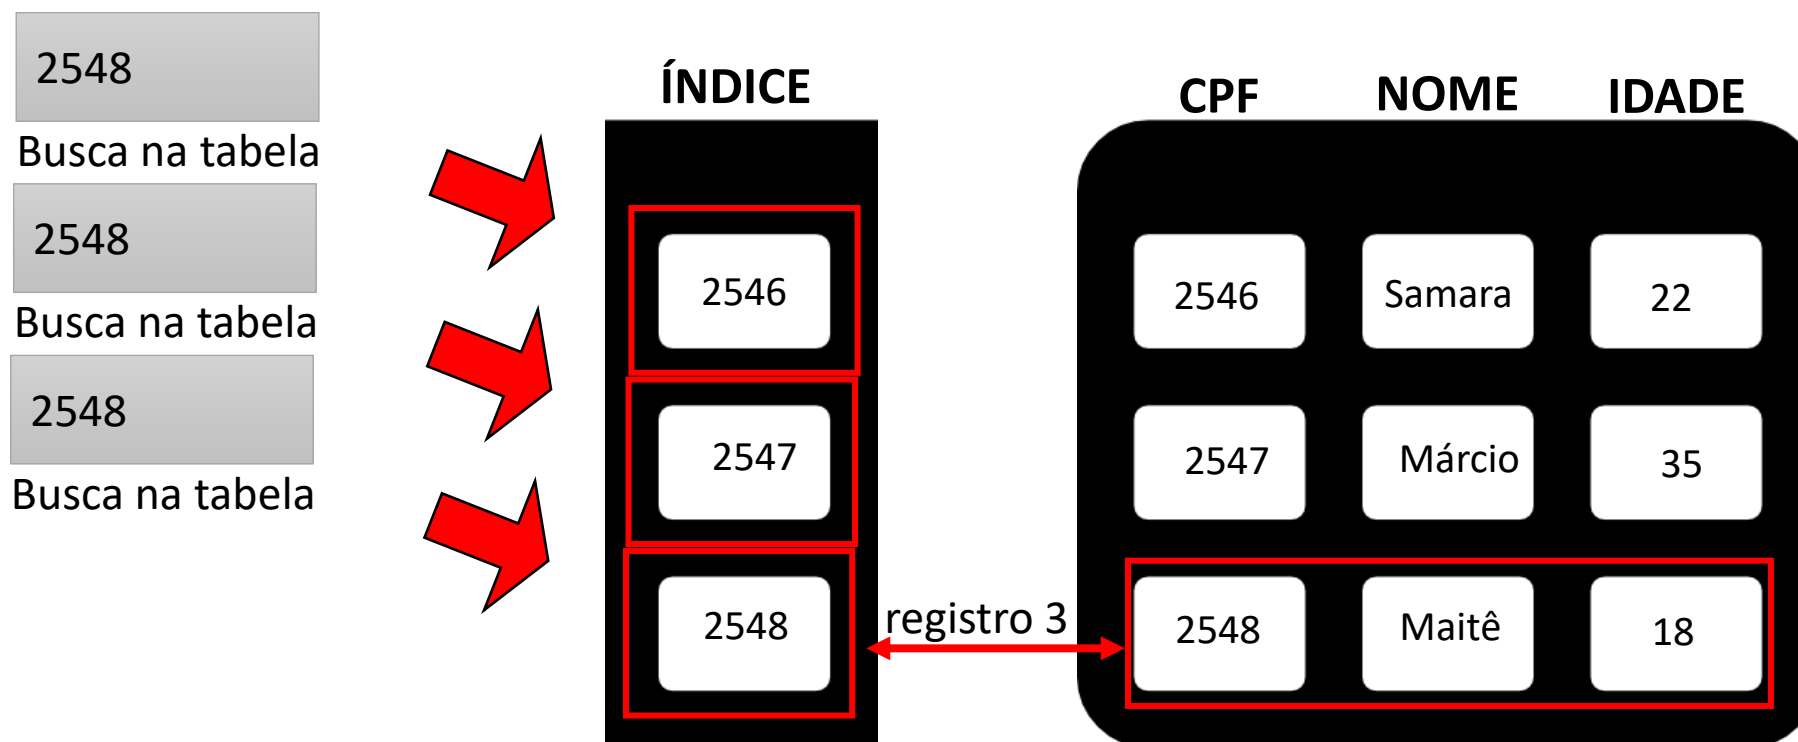 2548
Busca na tabela
2548
Busca na tabela
2548
Busca na tabela
ÍNDICE
2546
2547
2548
registro 3
CPF NOME IDADE
2546 Samara 22
2547 Márcio 35
2548 Maitê 18